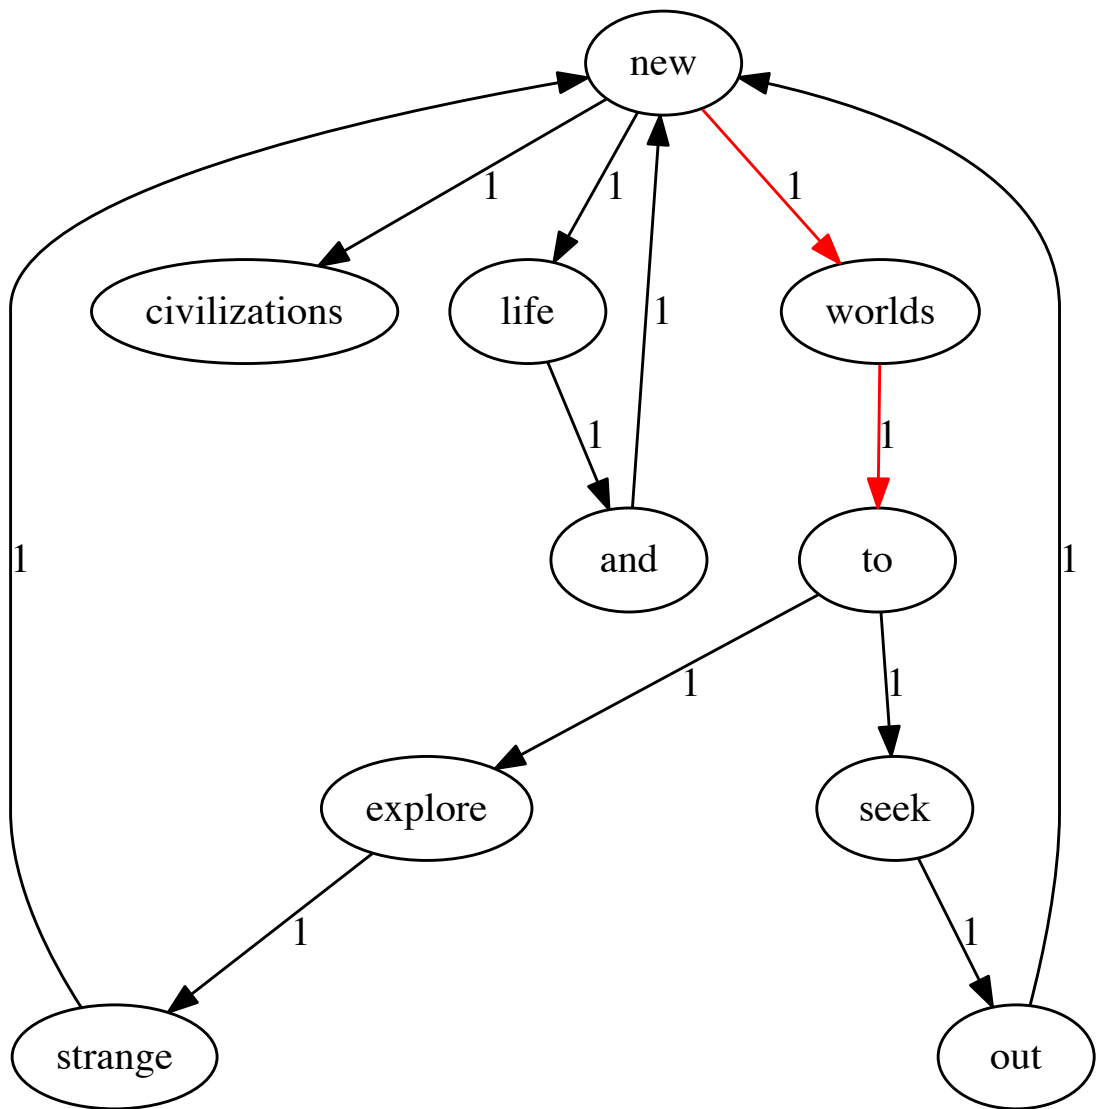 new
1 1 1
civilizations life 1 worlds
1 1
1 and to 1
1 1
explore seek
1 1
strange out